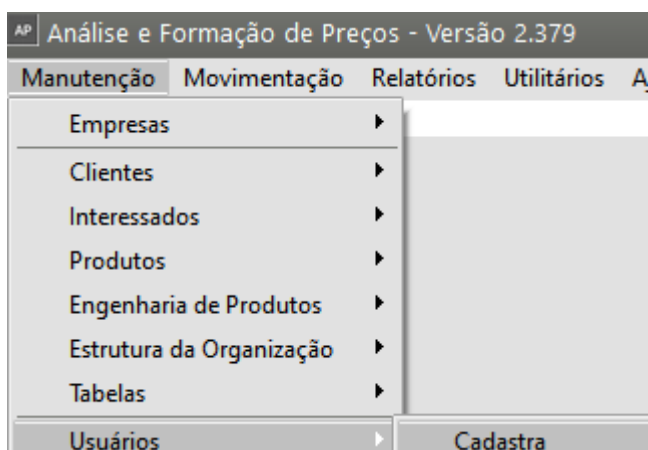 AP Análise e Formação de Preços - Versão 2.379
Manutenção Movimentação Relatórios Utilitários
Empresas
Clientes
Interessados
Produtos
Engenharia de Produtos
Estrutura da Organização
Tabelas
Usuários Cadastra